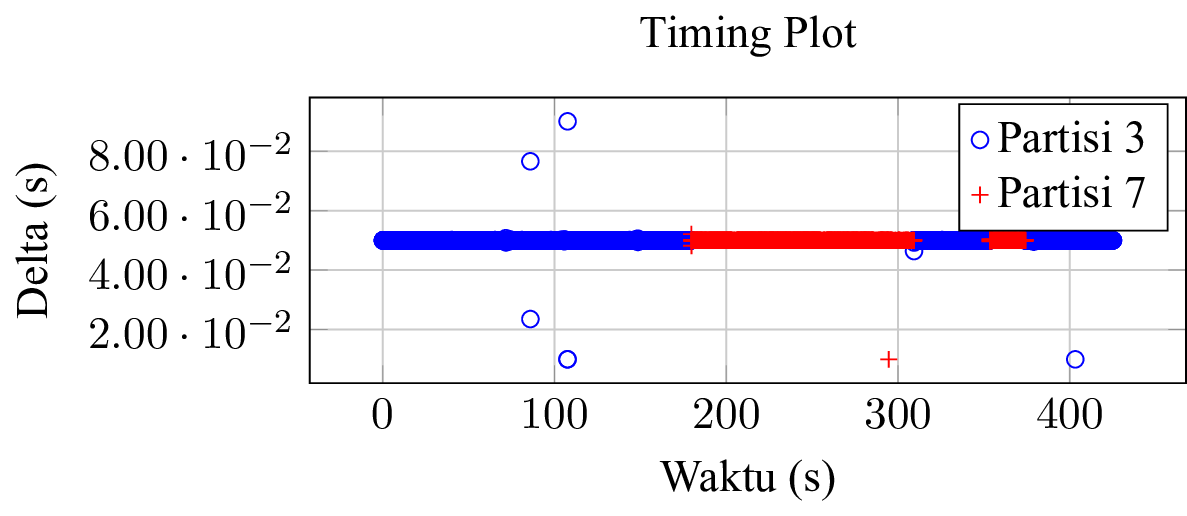 Timing Plot
Delta (s)
8.00 · 10⁻²
6.00 · 10⁻²
4.00 · 10⁻²
2.00 · 10⁻²
Partisi 3
Partisi 7
0 100 200 300 400
Waktu (s)